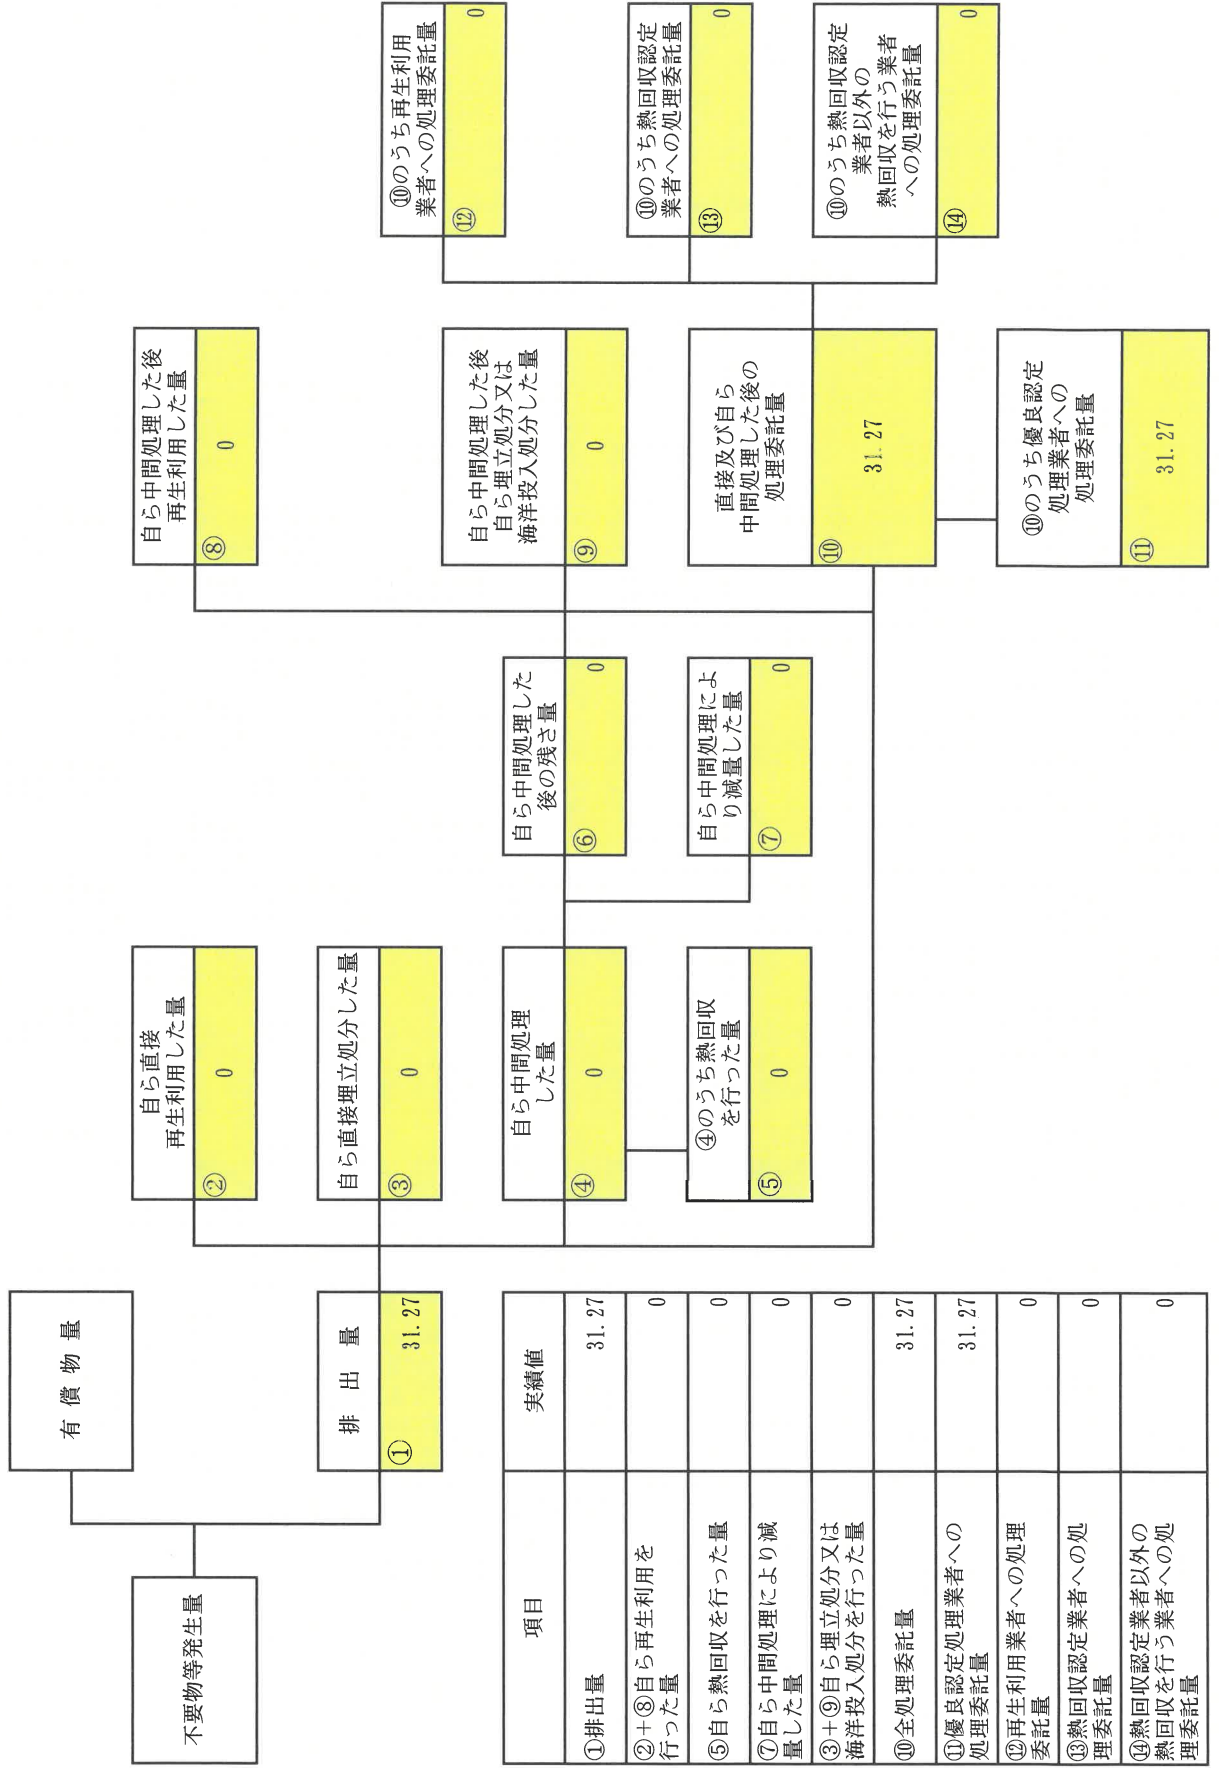 不要物等発生量
有償物量
排出量
① 31.27
自ら直接
再生利用した量
② 0
自ら直接埋立処分した量
③ 0
自ら中間処理
した量
④ 0
④のうち熱回収
を行った量
⑤ 0
自ら中間処理した
後の残さ量
⑥ 0
自ら中間処理によ
り減量した量
⑦ 0
自ら中間処理した後
再生利用した量
⑧ 0
自ら中間処理した後
自ら埋立処分又は
海洋投入処分した量
⑨ 0
直接及び自ら
中間処理した後の
処理委託量
⑩ 31.27
⑩のうち優良認定
処理業者への
処理委託量
⑪ 31.27
⑩のうち再生利用
業者への処理委託量
⑫ 0
⑩のうち熱回収認定
業者への処理委託量
⑬ 0
⑩のうち熱回収認定
業者以外の
熱回収を行う業者
への処理委託量
⑭ 0
項目 実績値
①排出量 31.27
②+⑧自ら再生利用を
行った量 0
⑤自ら熱回収を行った量 0
⑦自ら中間処理により減
量した量 0
③+⑨自ら埋立処分又は
海洋投入処分を行った量 0
⑩全処理委託量 31.27
⑪優良認定処理業者への
処理委託量 31.27
⑫再生利用業者への処理
委託量 0
⑬熱回収認定業者への処
理委託量 0
⑭熱回収認定業者以外の
熱回収を行う業者への処
理委託量 0